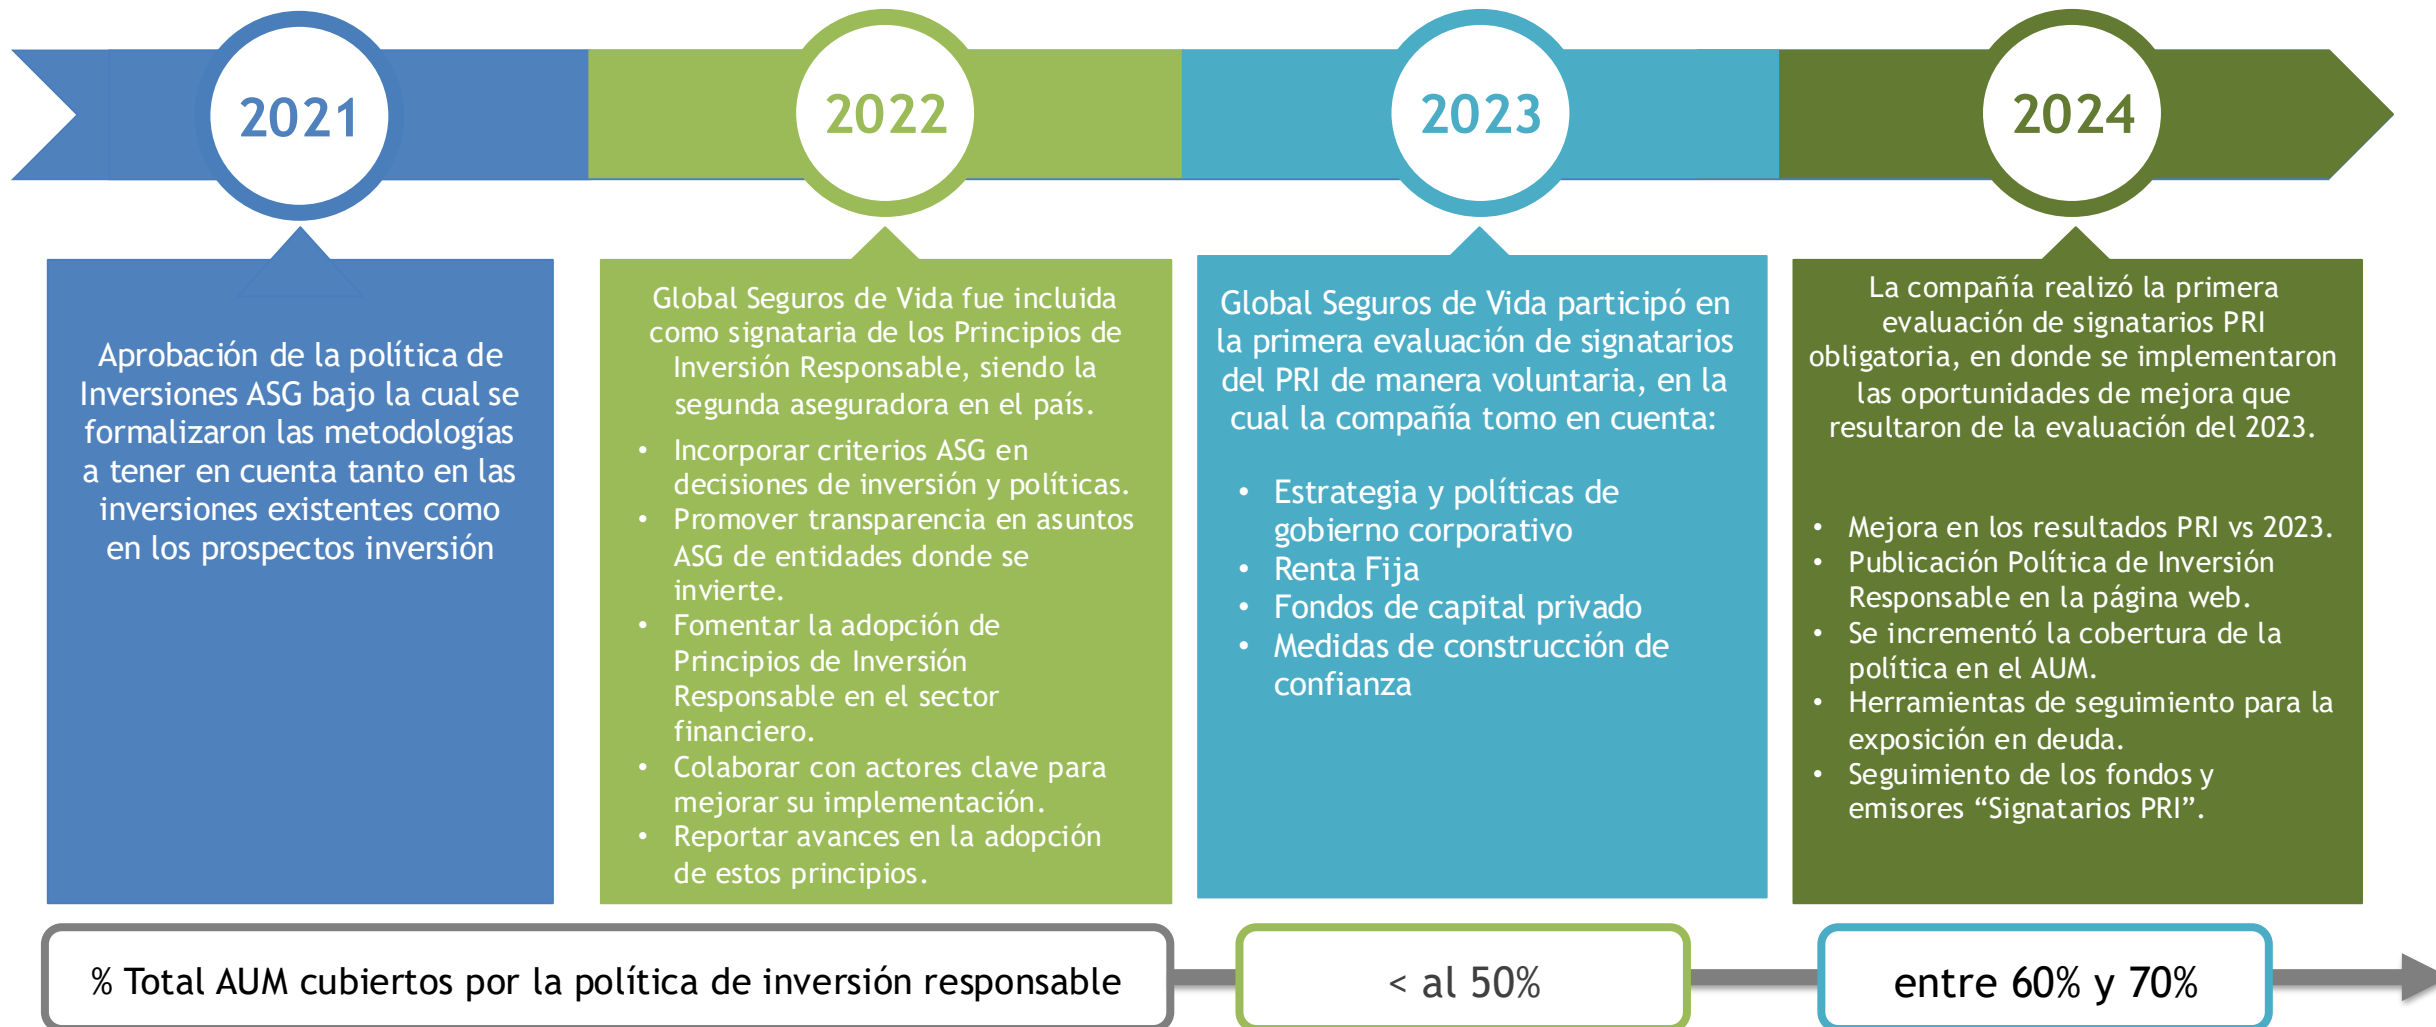 2021
2022
2023
2024
Aprobación de la política de
Inversiones ASG bajo la cual se
formalizaron las metodologías
a tener en cuenta tanto en las
inversiones existentes como
en los prospectos inversión
Global Seguros de Vida fue incluida
como signataria de los Principios de
Inversión Responsable, siendo la
segunda aseguradora en el país.
• Incorporar criterios ASG en
decisiones de inversión y políticas.
• Promover transparencia en asuntos
ASG de entidades donde se
invierte.
• Fomentar la adopción de
Principios de Inversión
Responsable en el sector
financiero.
• Colaborar con actores clave para
mejorar su implementación.
• Reportar avances en la adopción
de estos principios.
Global Seguros de Vida participó en
la primera evaluación de signatarios
del PRI de manera voluntaria, en la
cual la compañía tomo en cuenta:
• Estrategia y políticas de
gobierno corporativo
• Renta Fija
• Fondos de capital privado
• Medidas de construcción de
confianza
La compañía realizó la primera
evaluación de signatarios PRI
obligatoria, en donde se implementaron
las oportunidades de mejora que
resultaron de la evaluación del 2023.
• Mejora en los resultados PRI vs 2023.
• Publicación Política de Inversión
Responsable en la página web.
• Se incrementó la cobertura de la
política en el AUM.
• Herramientas de seguimiento para la
exposición en deuda.
• Seguimiento de los fondos y
emisores “Signatarios PRI”.
% Total AUM cubiertos por la política de inversión responsable
< al 50%
entre 60% y 70%